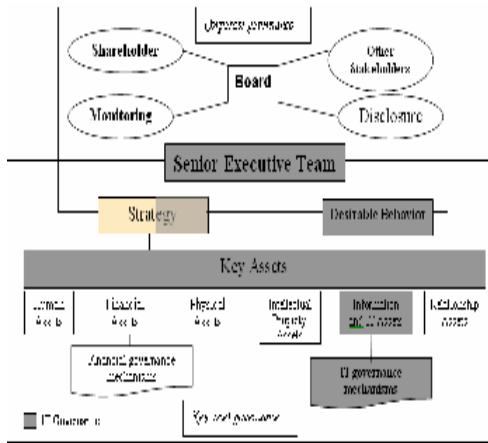 Corporate governance
Shareholder
Other
Stakeholders
Board
Monitoring
Disclosure
Senior Executive Team
Strategy
Desirable Behavior
Key Assets
Human
Assets
Financial
Assets
Physical
Assets
Intellectual
Property
Assets
Information
and IT Assets
Relationship
Assets
Financial governance
mechanisms
IT governance
mechanisms
IT Governance
Key asset governance